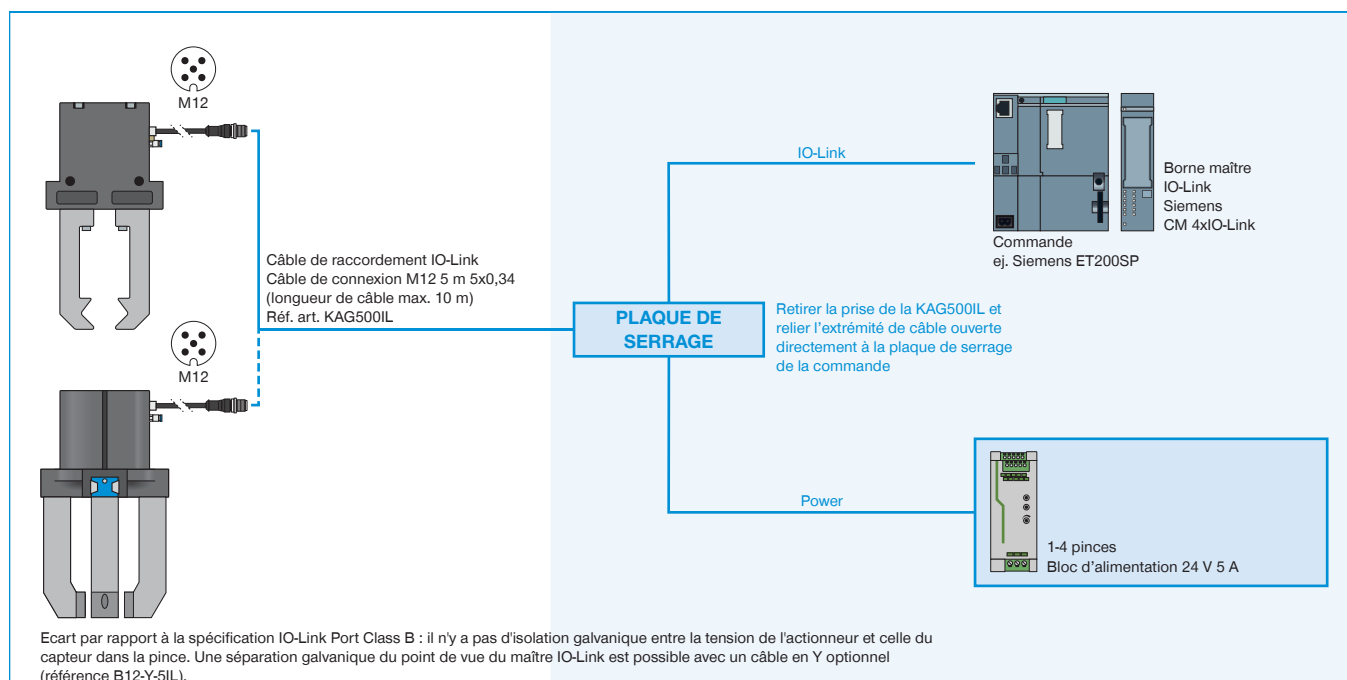 M12
Câble de raccordement IO-Link
Câble de connexion M12 5 m 5x0,34
(longueur de câble max. 10 m)
Réf. art. KAG500IL
M12
IO-Link
Commande
ej. Siemens ET200SP
Borne maître
IO-Link
Siemens
CM 4xIO-Link
PLAQUE DE
SERRAGE
Retirer la prise de la KAG500IL et
relier l’extrémité de câble ouverte
directement à la plaque de serrage
de la commande
Power
1-4 pinces
Bloc d’alimentation 24 V 5 A
Ecart par rapport à la spécification IO-Link Port Class B : il n'y a pas d'isolation galvanique entre la tension de l'actionneur et celle du
capteur dans la pince. Une séparation galvanique du point de vue du maître IO-Link est possible avec un câble en Y optionnel
(référence B12-Y-5IL).